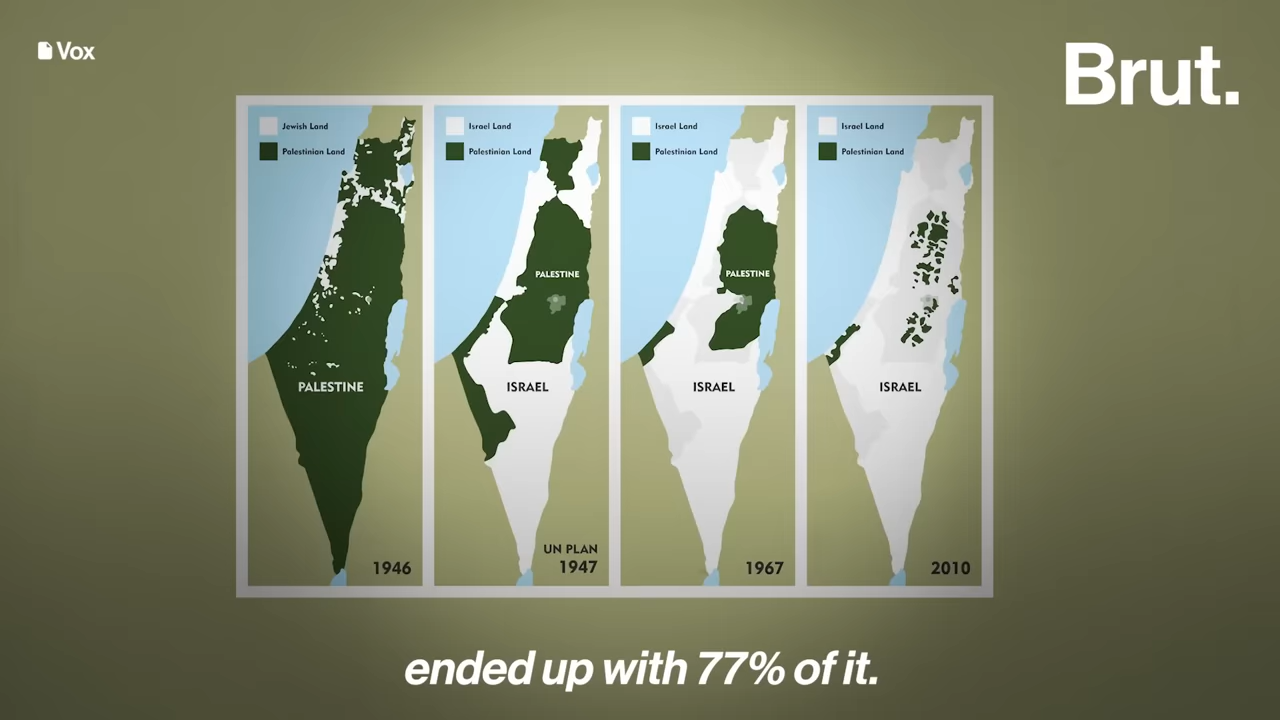 Vox
Brut.
Jewish Land
Palestinian Land
PALESTINE
1946
Israel Land
Palestinian Land
PALESTINE
ISRAEL
UN PLAN
1947
Israel Land
Palestinian Land
PALESTINE
ISRAEL
1967
Israel Land
Palestinian Land
ISRAEL
2010
ended up with 77% of it.